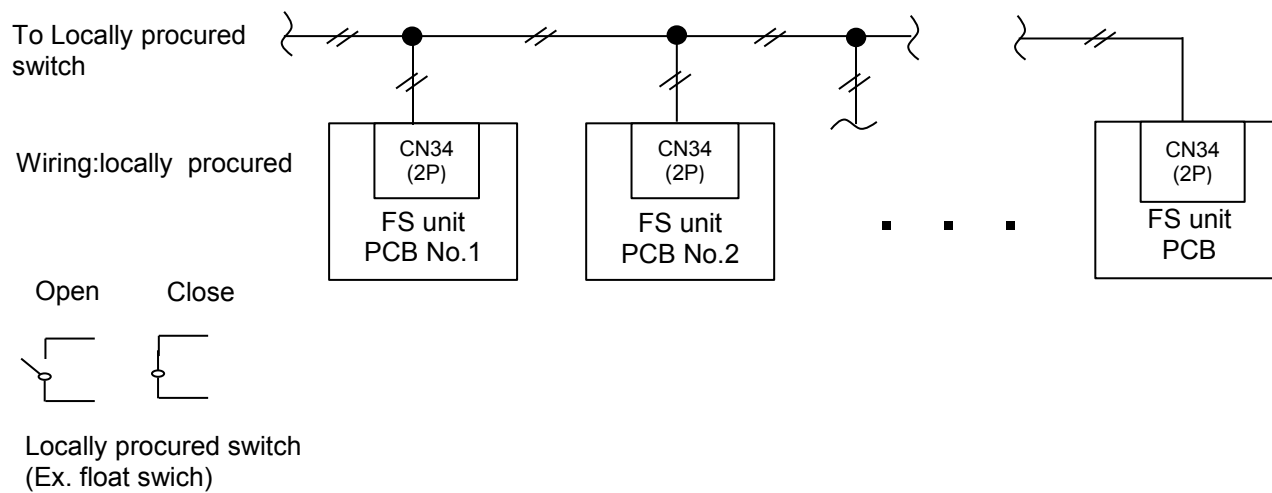 To Locally procured
switch
CN34
(2P)
FS unit
PCB No.1
CN34
(2P)
FS unit
PCB No.2
CN34
(2P)
FS unit
PCB
Wiring:locally procured
Open Close
Locally procured switch
(Ex. float swich)